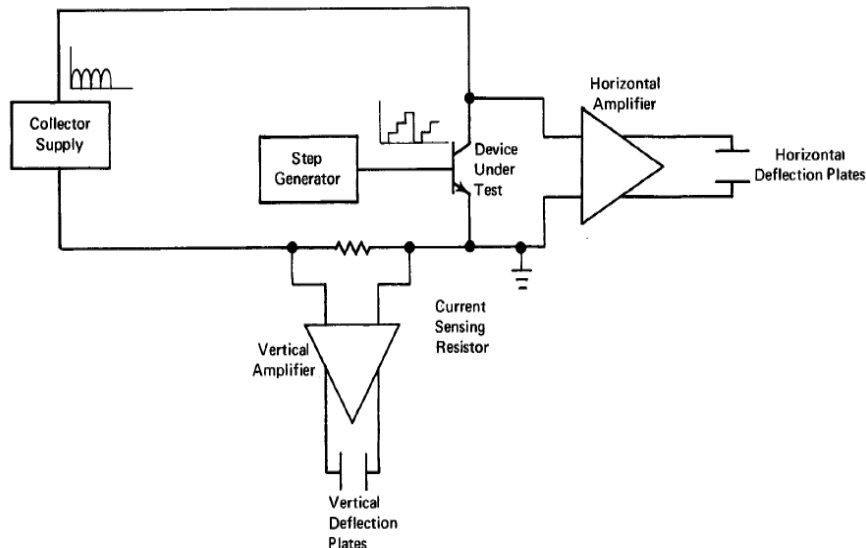 Collector
Supply
Step
Generator
Device
Under
Test
Horizontal
Amplifier
Horizontal
Deflection Plates
Current
Sensing
Resistor
Vertical
Amplifier
Vertical
Deflection
Plates